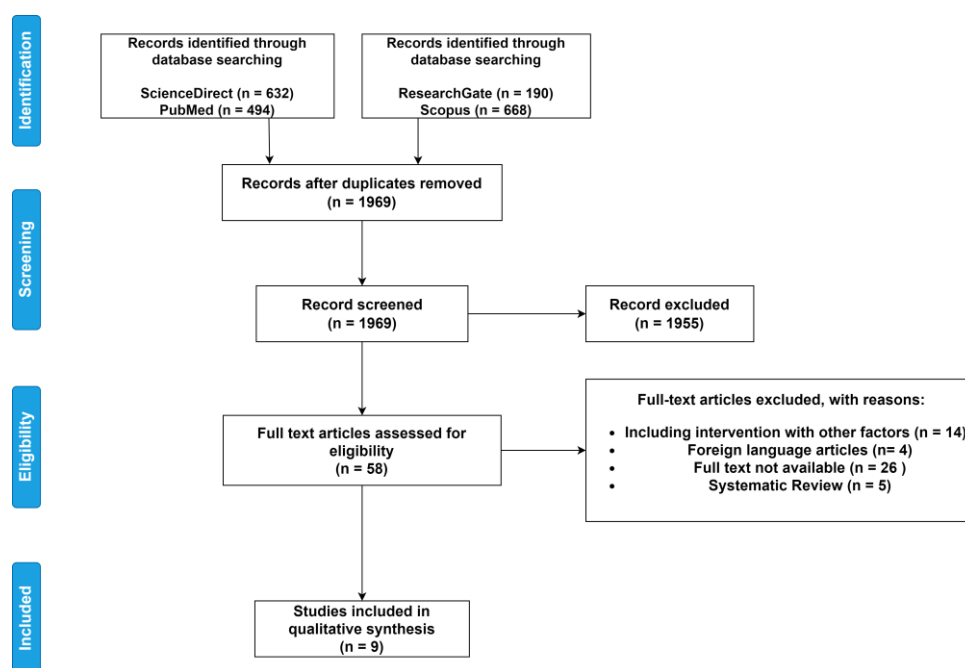 Identification
Records identified through
database searching
ScienceDirect (n = 632)
PubMed (n = 494)
Records identified through
database searching
ResearchGate (n = 190)
Scopus (n = 668)
Records after duplicates removed
(n = 1969)
Screening
Record screened
(n = 1969)
Record excluded
(n = 1955)
Eligibility
Full text articles assessed for
eligibility
(n = 58)
Full-text articles excluded, with reasons:
• Including intervention with other factors (n = 14)
• Foreign language articles (n= 4)
• Full text not available (n = 26 )
• Systematic Review (n = 5)
Included
Studies included in
qualitative synthesis
(n = 9)